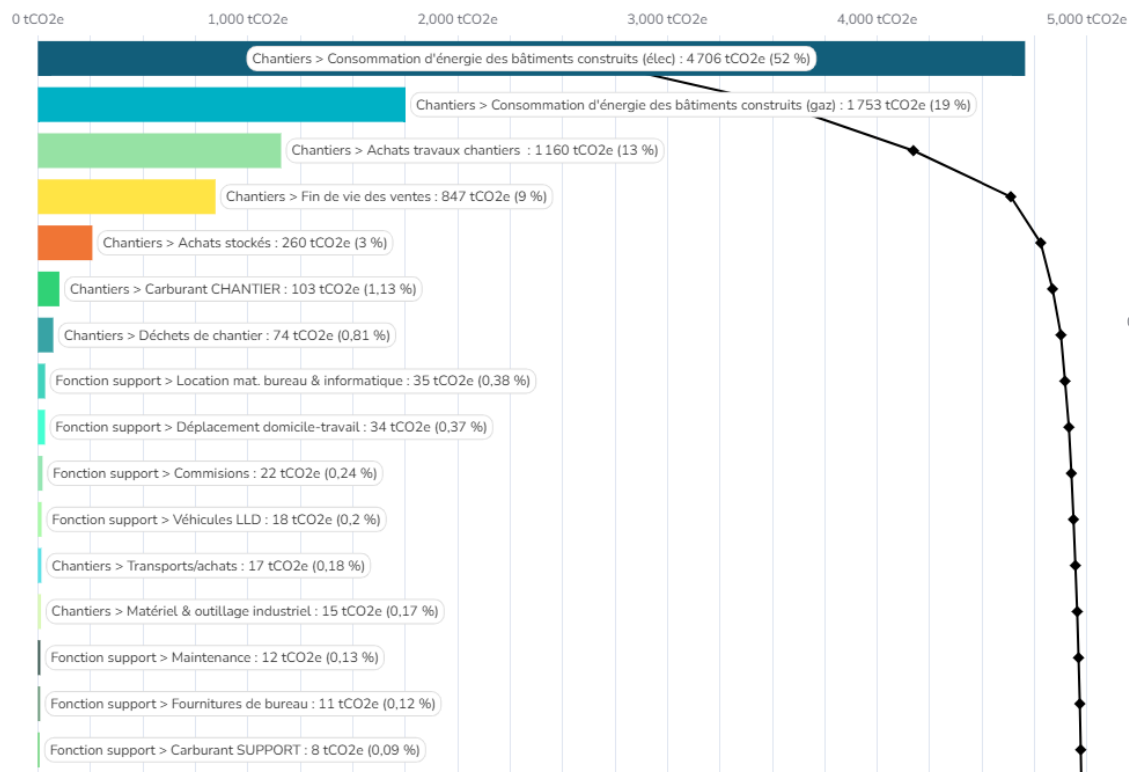 0 tCO2e 1,000 tCO2e 2,000 tCO2e 3,000 tCO2e 4,000 tCO2e 5,000 tCO2e
Chantiers > Consommation d'énergie des bâtiments construits (élec) : 4 706 tCO2e (52 %)
Chantiers > Consommation d'énergie des bâtiments construits (gaz) : 1 753 tCO2e (19 %)
Chantiers > Achats travaux chantiers : 1 160 tCO2e (13 %)
Chantiers > Fin de vie des ventes : 847 tCO2e (9 %)
Chantiers > Achats stockés : 260 tCO2e (3 %)
Chantiers > Carburant CHANTIER : 103 tCO2e (1,13 %)
Chantiers > Déchets de chantier : 74 tCO2e (0,81 %)
Fonction support > Location mat. bureau & informatique : 35 tCO2e (0,38 %)
Fonction support > Déplacement domicile-travail : 34 tCO2e (0,37 %)
Fonction support > Commisions : 22 tCO2e (0,24 %)
Fonction support > Véhicules LLD : 18 tCO2e (0,2 %)
Chantiers > Transports/achats : 17 tCO2e (0,18 %)
Chantiers > Matériel & outillage industriel : 15 tCO2e (0,17 %)
Fonction support > Maintenance : 12 tCO2e (0,13 %)
Fonction support > Fournitures de bureau : 11 tCO2e (0,12 %)
Fonction support > Carburant SUPPORT : 8 tCO2e (0,09 %)